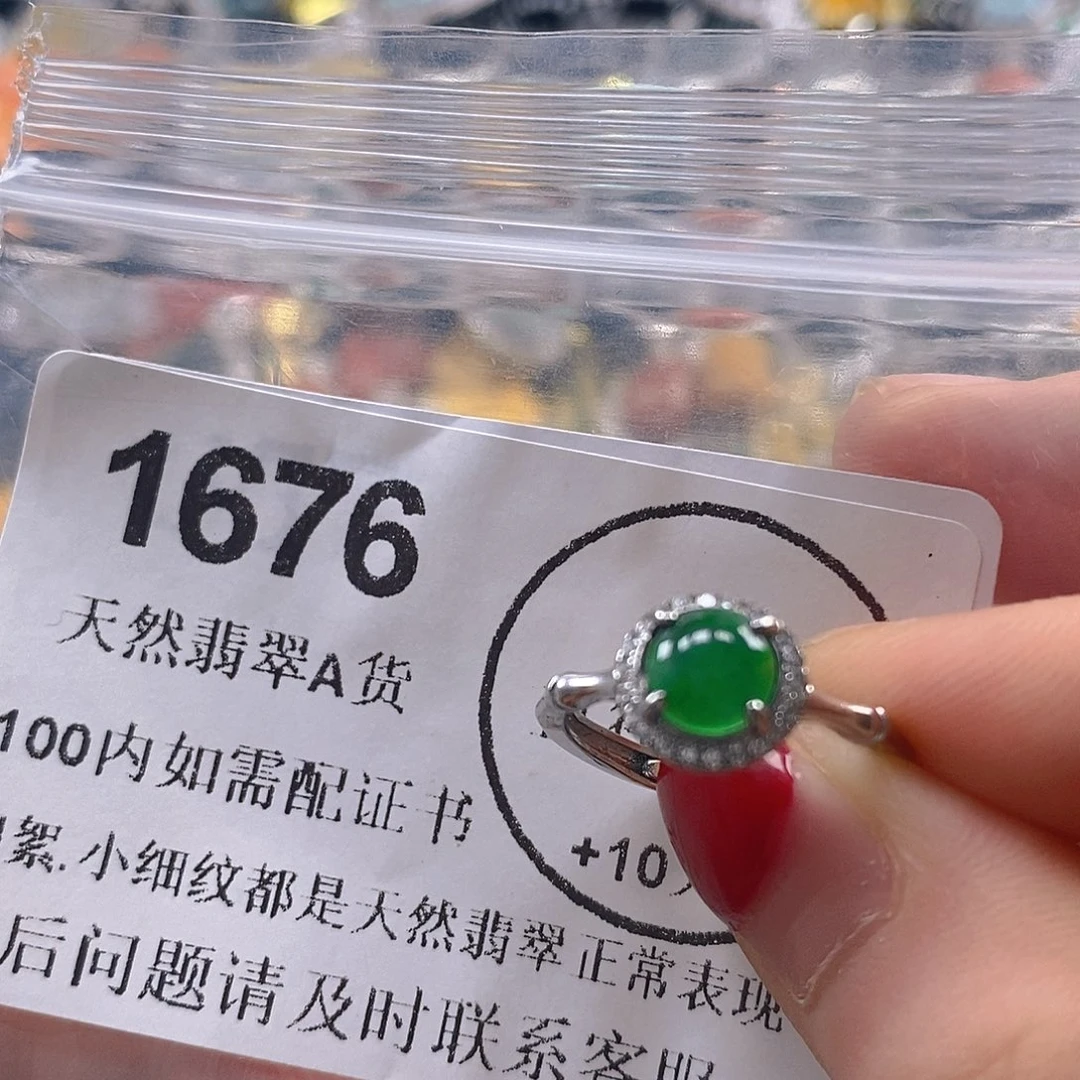 1676
天然翡翠A货
100内如需配证书
+10
絮.小细纹都是天然翡翠正常表现
后问题请及时联系客服